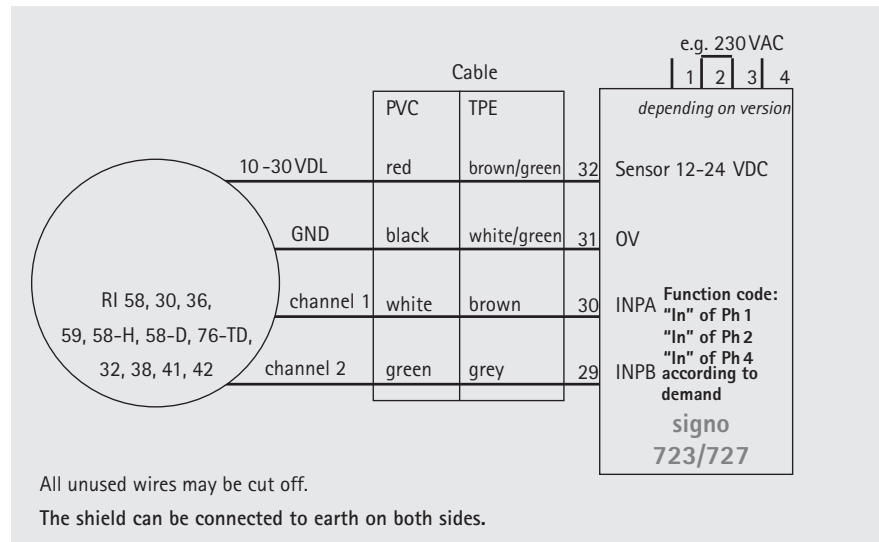 e.g. 230 VAC
1 2 3 4
Cable
PVC TPE
depending on version
10 -30 VDL red brown/green 32 Sensor 12-24 VDC
GND black white/green 31 0V
channel 1 white brown 30 INPA
channel 2 green grey 29 INPB
RI 58, 30, 36,
59, 58-H, 58-D, 76-TD,
32, 38, 41, 42
Function code:
"In" of Ph 1
"In" of Ph 2
"In" of Ph 4
according to
demand
signo
723/727
All unused wires may be cut off.
The shield can be connected to earth on both sides.